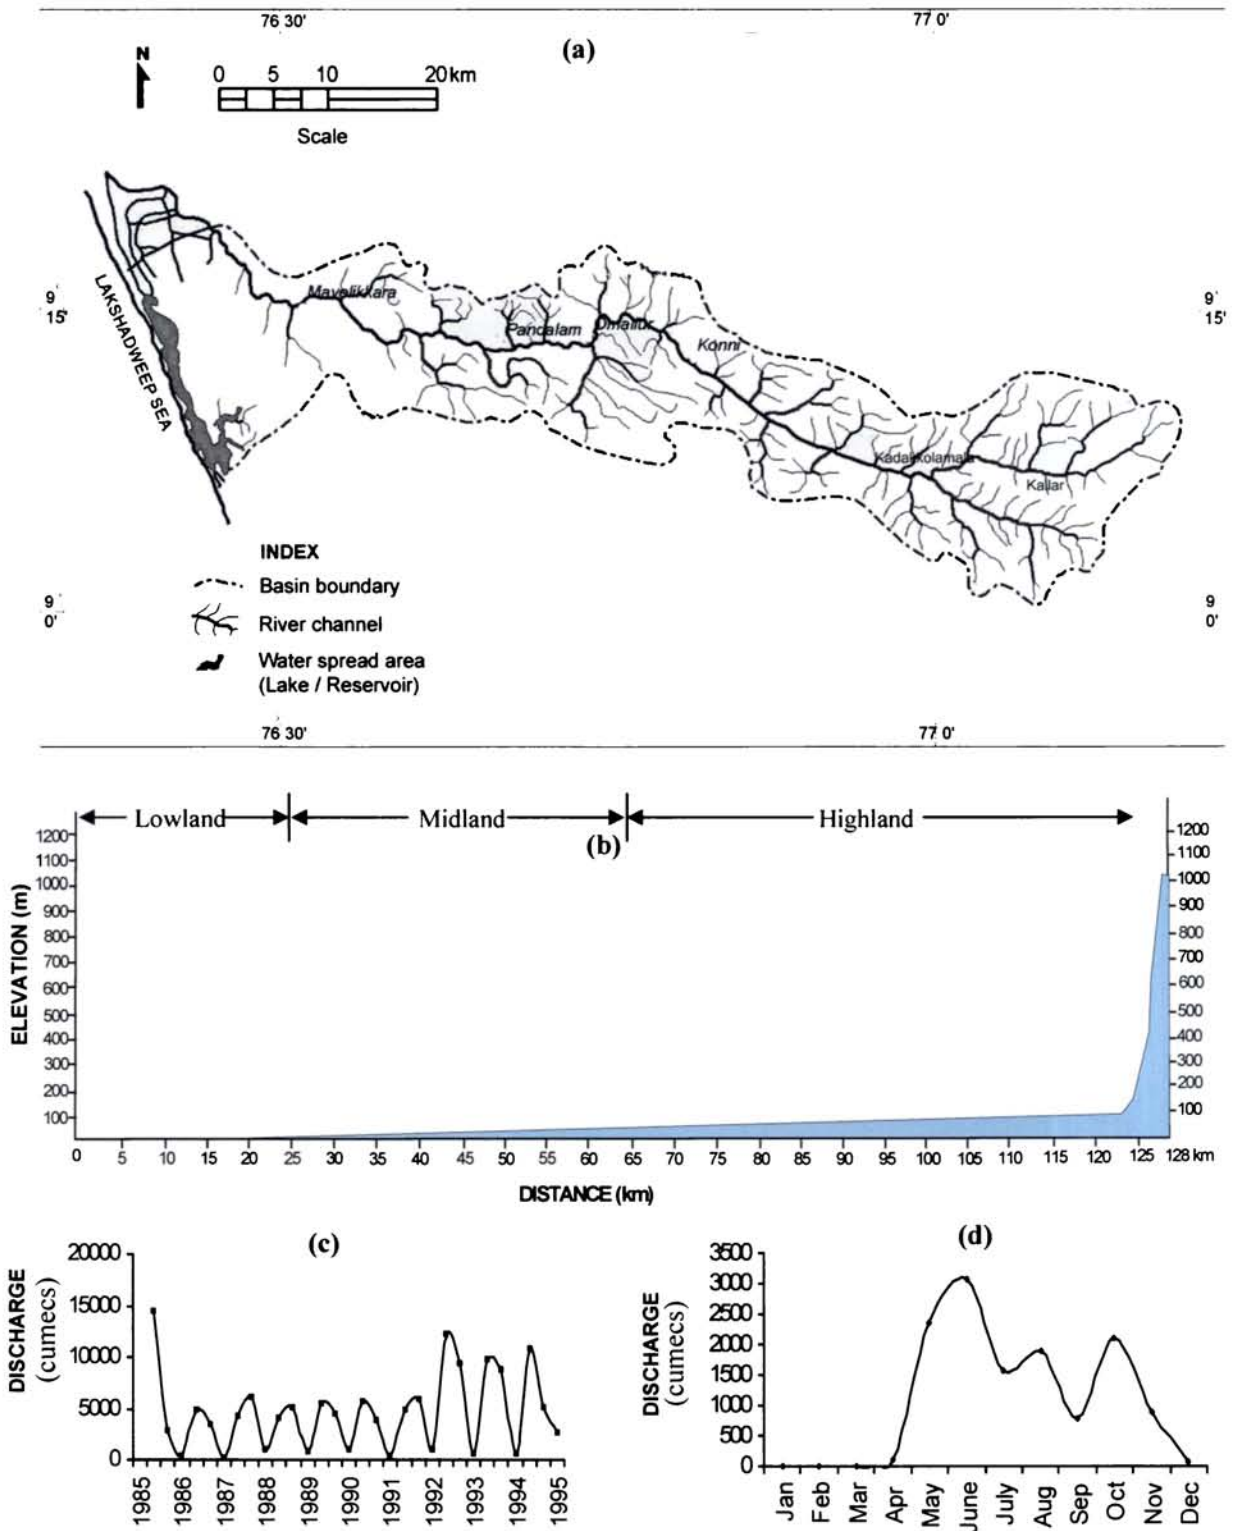 76 30' 77 0'
(a)
N
0 5 10 20km
Scale
9 15' 9 15'
LAKSHADWEEP SEA
Mavelikkara
Pandalam
Omallur
Konni
Kadakkolamala
Kallar
INDEX
Basin boundary
River channel
Water spread area
(Lake / Reservoir)
9 0' 9 0'
76 30' 77 0'
Lowland Midland Highland
(b)
ELEVATION (m)
1200 1200
1100 1100
1000 1000
900 900
800 800
700 700
600 600
500 500
400 400
300 300
200 200
100 100
0 5 10 15 20 25 30 35 40 45 50 55 60 65 70 75 80 85 90 95 100 105 110 115 120 125 128 km
DISTANCE (km)
(c)
DISCHARGE
(cumecs)
20000
15000
10000
5000
0
1985 1986 1987 1988 1989 1990 1991 1992 1993 1994 1995
(d)
DISCHARGE
(cumecs)
3500
3000
2500
2000
1500
1000
500
0
Jan Feb Mar Apr May June July Aug Sep Oct Nov Dec